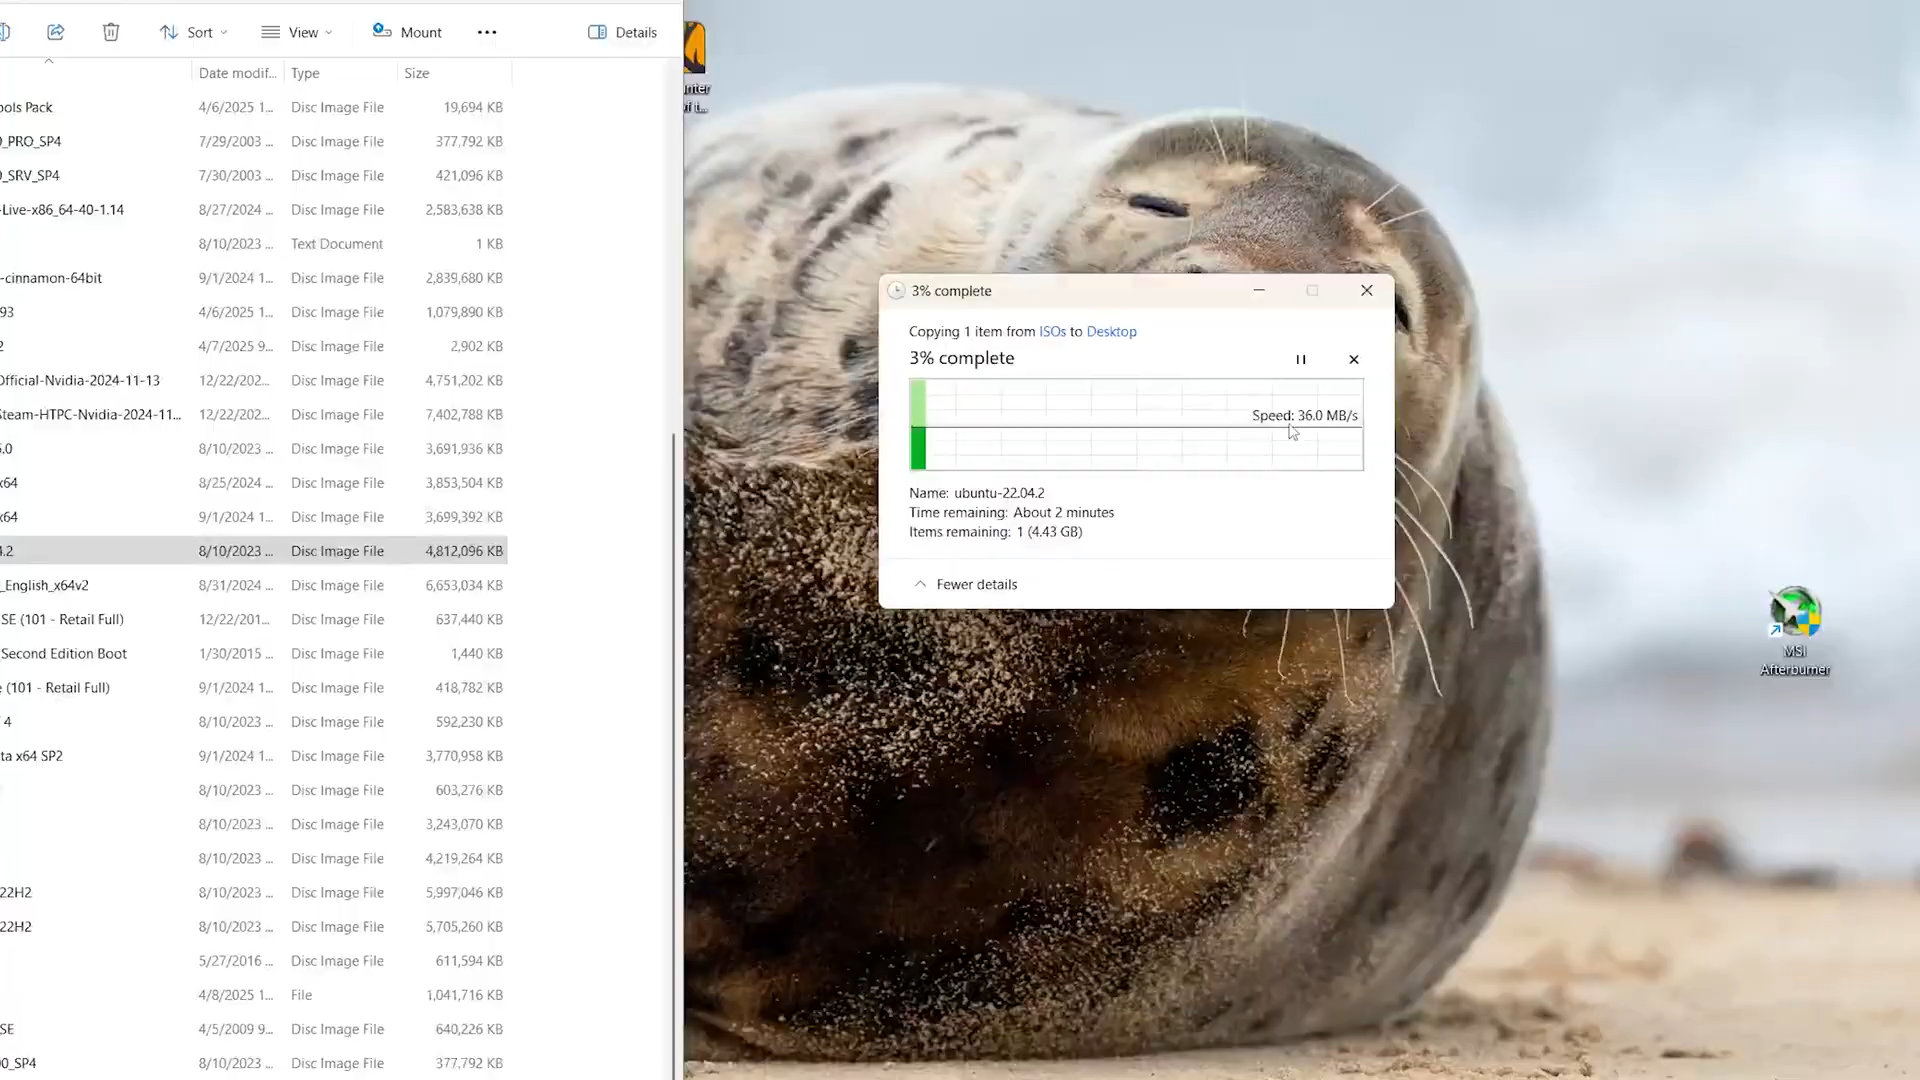 Sort
View
Mount
Details
Date modif...
Type
Size
ools Pack 4/6/2025 1... Disc Image File 19,694 KB
0_PRO_SP4 7/29/2003 ... Disc Image File 377,792 KB
0_SRV_SP4 7/30/2003 ... Disc Image File 421,096 KB
-Live-x86_64-40-1.14 8/27/2024 ... Disc Image File 2,583,638 KB
8/10/2023 ... Text Document 1 KB
-cinnamon-64bit 9/1/2024 1... Disc Image File 2,839,680 KB
93 4/6/2025 1... Disc Image File 1,079,890 KB
2 4/7/2025 9... Disc Image File 2,902 KB
Official-Nvidia-2024-11-13 12/22/202... Disc Image File 4,751,202 KB
Steam-HTPC-Nvidia-2024-11... 12/22/202... Disc Image File 7,402,788 KB
5.0 8/10/2023 ... Disc Image File 3,691,936 KB
x64 8/25/2024 ... Disc Image File 3,853,504 KB
x64 9/1/2024 1... Disc Image File 3,699,392 KB
4.2 8/10/2023 ... Disc Image File 4,812,096 KB
_English_x64v2 8/31/2024 ... Disc Image File 6,653,034 KB
SE (101 - Retail Full) 12/22/201... Disc Image File 637,440 KB
Second Edition Boot 1/30/2015 ... Disc Image File 1,440 KB
e (101 - Retail Full) 9/1/2024 1... Disc Image File 418,782 KB
4 8/10/2023 ... Disc Image File 592,230 KB
ta x64 SP2 9/1/2024 1... Disc Image File 3,770,958 KB
8/10/2023 ... Disc Image File 603,276 KB
8/10/2023 ... Disc Image File 3,243,070 KB
8/10/2023 ... Disc Image File 4,219,264 KB
22H2 8/10/2023 ... Disc Image File 5,997,046 KB
22H2 8/10/2023 ... Disc Image File 5,705,260 KB
5/27/2016 ... Disc Image File 611,594 KB
4/8/2025 1... File 1,041,716 KB
SE 4/5/2009 9... Disc Image File 640,226 KB
00_SP4 8/10/2023 ... Disc Image File 377,792 KB
nter
of t...
3% complete
Copying 1 item from ISOs to Desktop
3% complete
Speed: 36.0 MB/s
Name: ubuntu-22.04.2
Time remaining: About 2 minutes
Items remaining: 1 (4.43 GB)
Fewer details
MSI
Afterburner